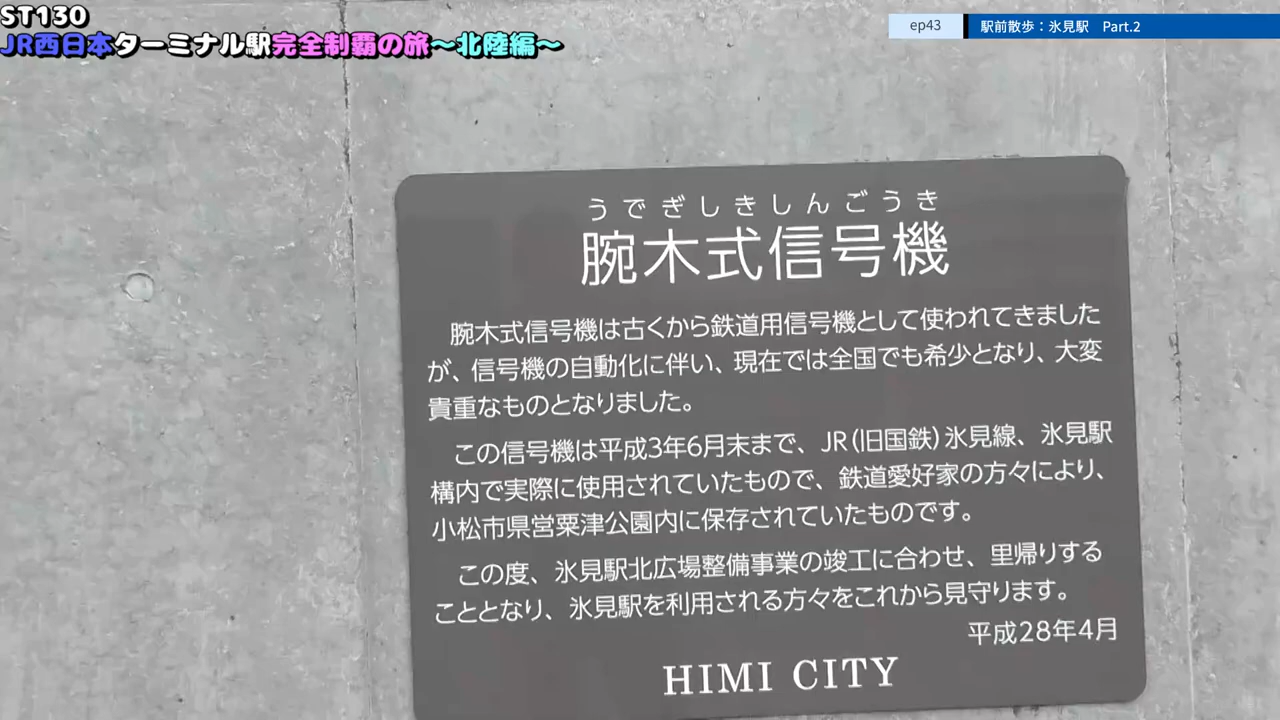 ST130
JR西日本ターミナル駅完全制覇の旅～北陸編～
ep43
駅前散歩：氷見駅 Part.2
うでぎしきしんごうき
腕木式信号機
腕木式信号機は古くから鉄道用信号機として使われてきました
が、信号機の自動化に伴い、現在では全国でも希少となり、大変
貴重なものとなりました。
この信号機は平成3年6月末まで、JR(旧国鉄)氷見線、氷見駅
構内で実際に使用されていたもので、鉄道愛好家の方々により、
小松市県営粟津公園内に保存されていたものです。
この度、氷見駅北広場整備事業の竣工に合わせ、里帰りする
こととなり、氷見駅を利用される方々をこれから見守ります。
平成28年4月
HIMI CITY